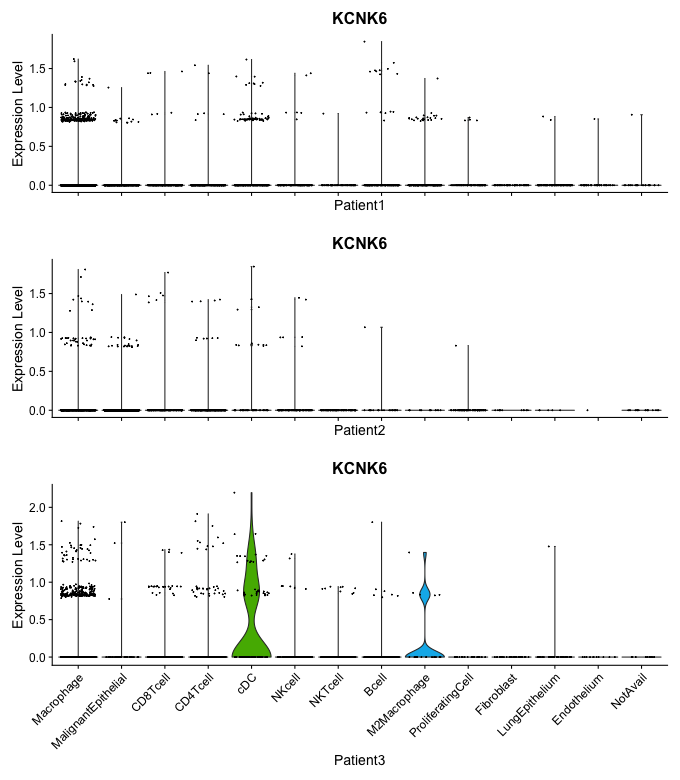 KCNK6
Expression Level
1.5
1.0
0.5
0.0
Patient1
KCNK6
Expression Level
1.5
1.0
0.5
0.0
Patient2
KCNK6
Expression Level
2.0
1.5
1.0
0.5
0.0
Macrophage
MalignantEpithelial
CD8Tcell
CD4Tcell
cDC
NKcell
NKTcell
Bcell
M2Macrophage
ProliferatingCell
Fibroblast
LungEpithelium
Endothelium
NotAvail
Patient3